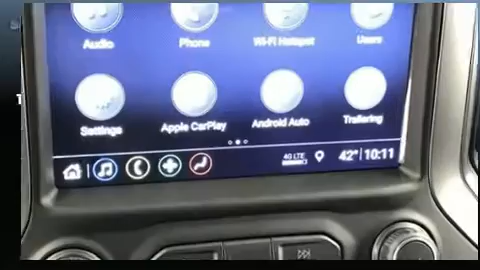 Audio Phone Wi-Fi Hotspot Users
Settings Apple CarPlay Android Auto Trailering
4G LTE 42° 10:11